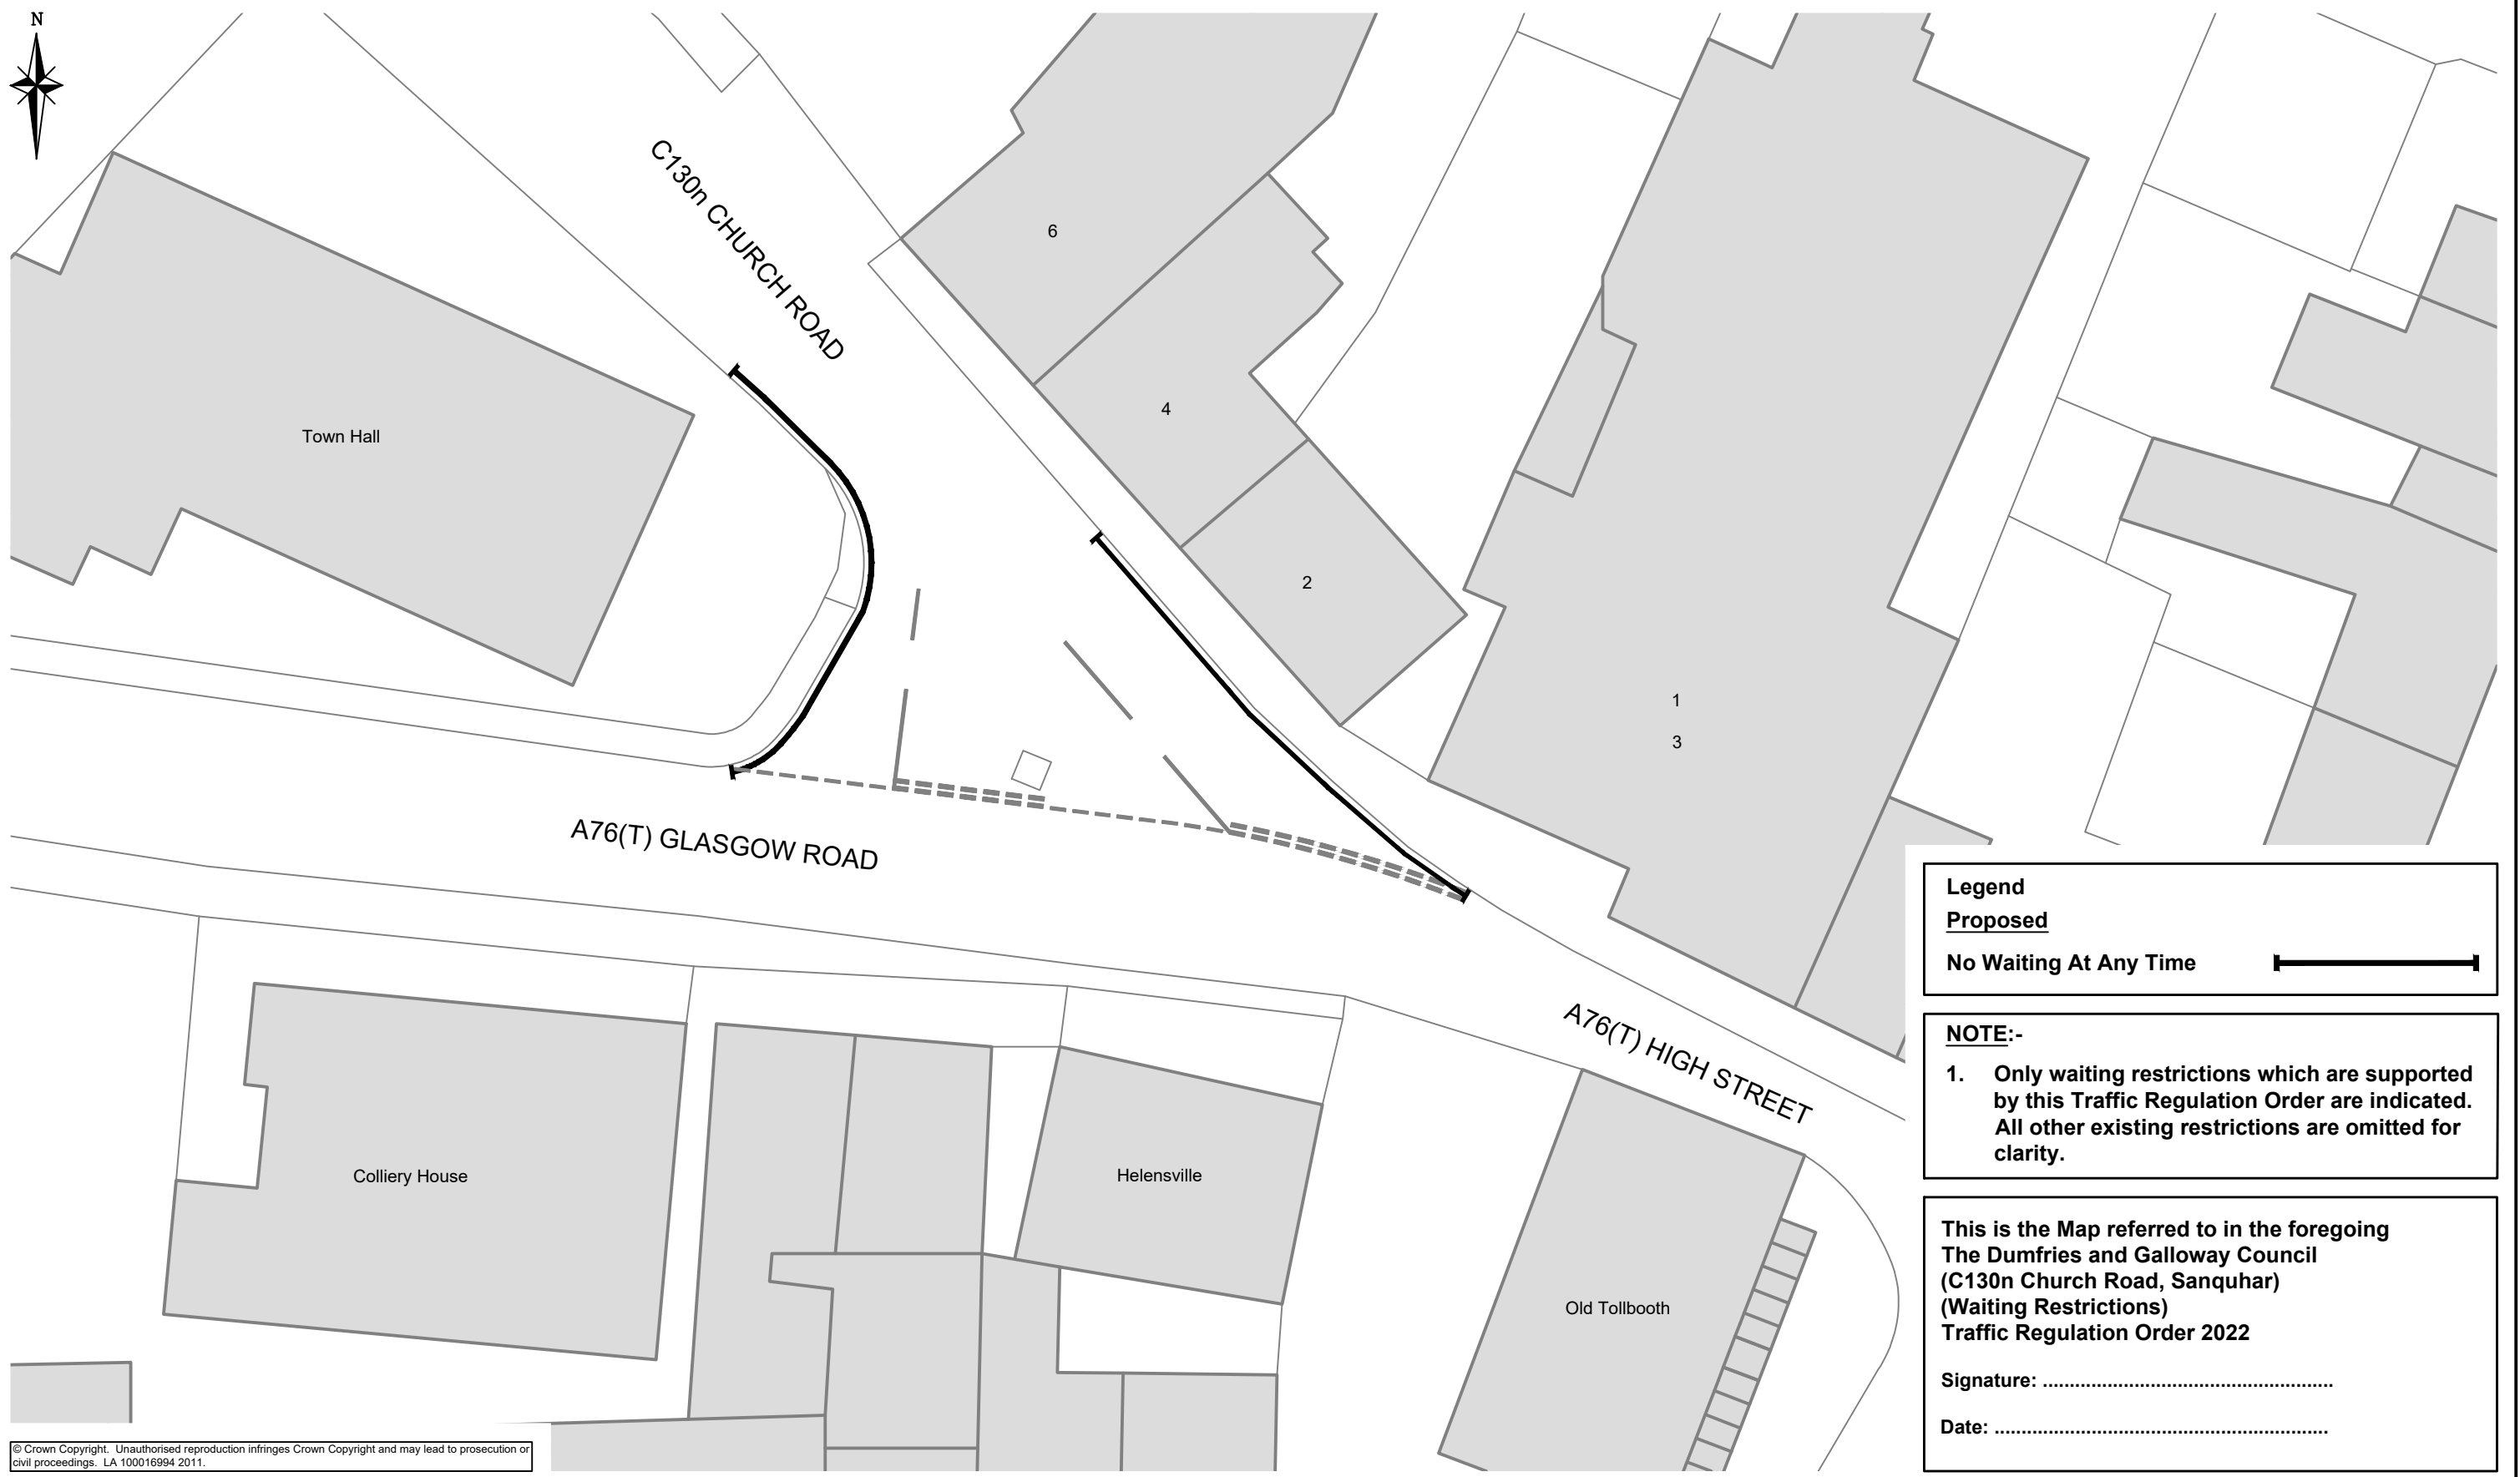 N
C130n CHURCH ROAD
6
Town Hall
4
2
1
3
A76(T) GLASGOW ROAD
A76(T) HIGH STREET
Colliery House
Helensville
Old Tollbooth
Legend
Proposed
No Waiting At Any Time
NOTE:-
1. Only waiting restrictions which are supported
by this Traffic Regulation Order are indicated.
All other existing restrictions are omitted for
clarity.
This is the Map referred to in the foregoing
The Dumfries and Galloway Council
(C130n Church Road, Sanquhar)
(Waiting Restrictions)
Traffic Regulation Order 2022
Signature: ......................................................
Date: ..............................................................
© Crown Copyright. Unauthorised reproduction infringes Crown Copyright and may lead to prosecution or
civil proceedings. LA 100016994 2011.